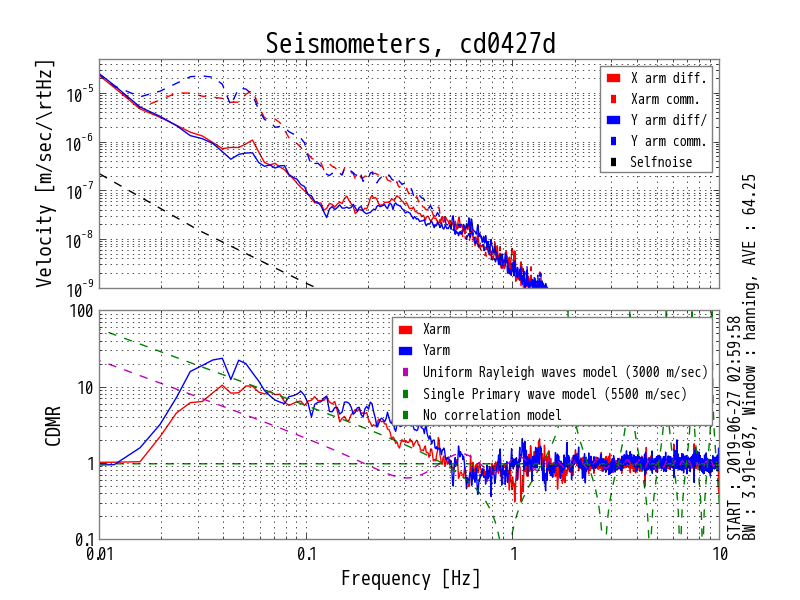 Seismometers, cd0427d
Velocity [m/sec/\rtHz]
10-5
10-6
10-7
10-8
10-9
X arm diff.
Xarm comm.
Y arm diff/
Y arm comm.
Selfnoise
CDMR
100
10
1
0.1
Xarm
Yarm
Uniform Rayleigh waves model (3000 m/sec)
Single Primary wave model (5500 m/sec)
No correlation model
0.01 0.1 1 10
Frequency [Hz]
START : 2019-06-27 02:59:58
BW : 3.91e-03, Window : hanning, AVE : 64.25